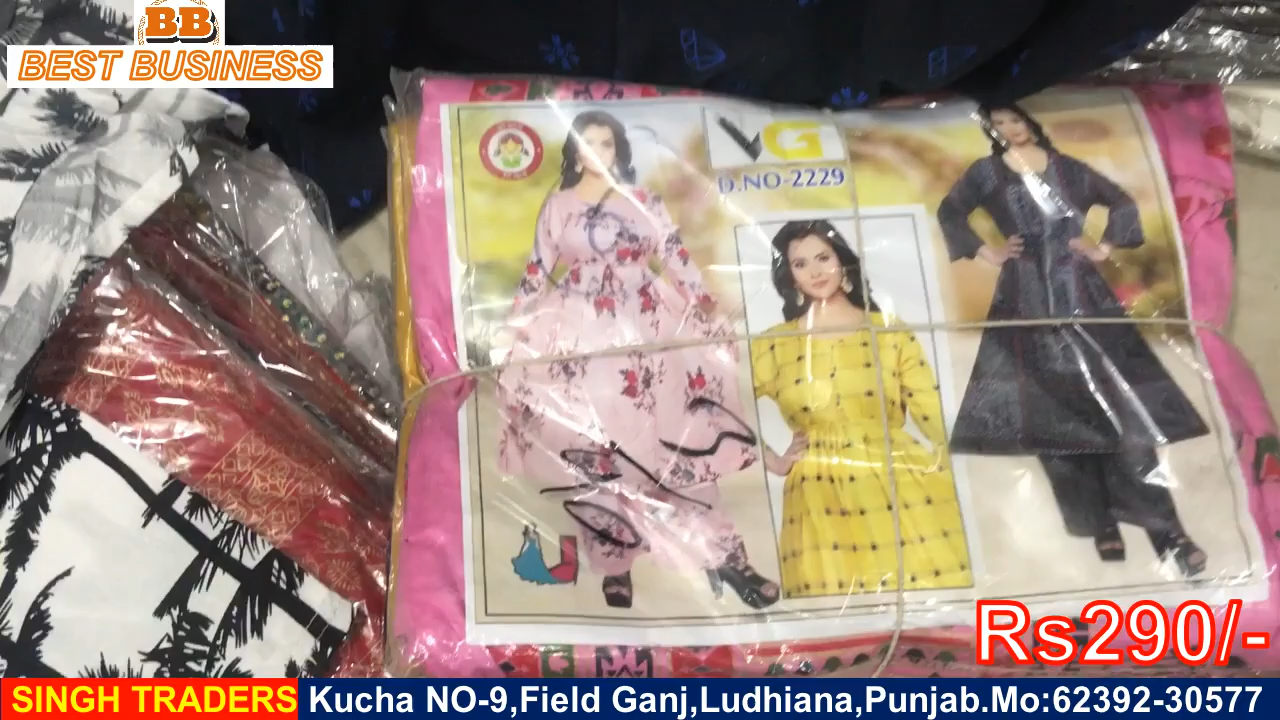 BB
BEST BUSINESS
VG
D.NO-2229
Rs290/-
SINGH TRADERS Kucha NO-9,Field Ganj,Ludhiana,Punjab.Mo:62392-30577